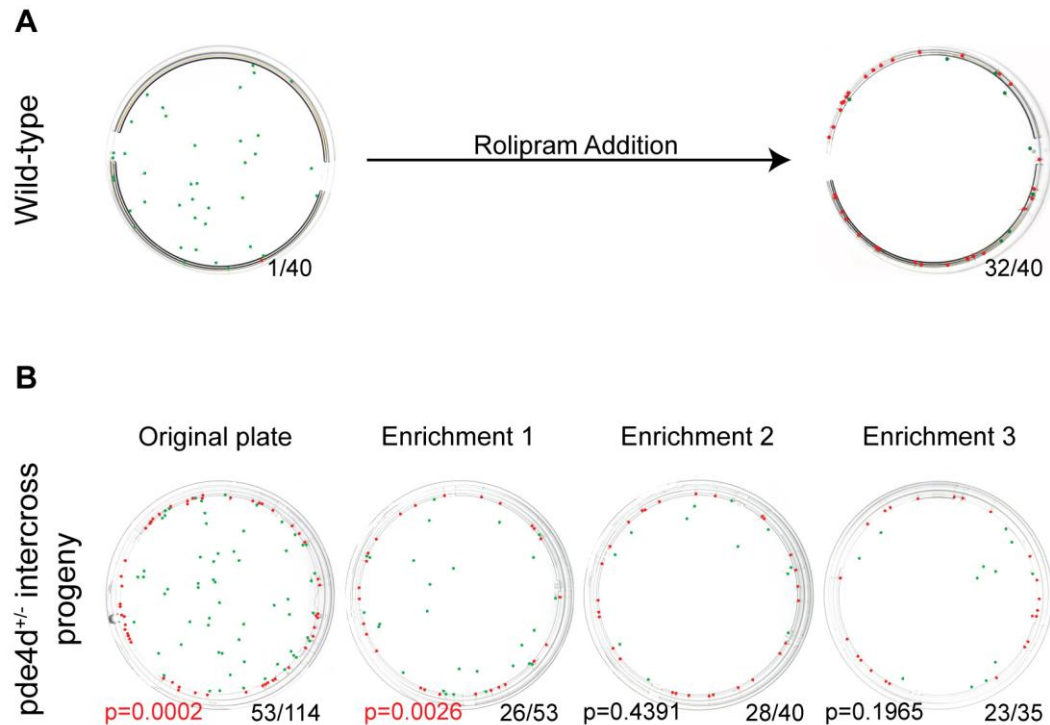 A
Wild-type
Rolipram Addition
1/40
32/40
B
pde4d+/- intercross
progeny
Original plate
Enrichment 1
Enrichment 2
Enrichment 3
p=0.0002
53/114
p=0.0026
26/53
p=0.4391
28/40
p=0.1965
23/35